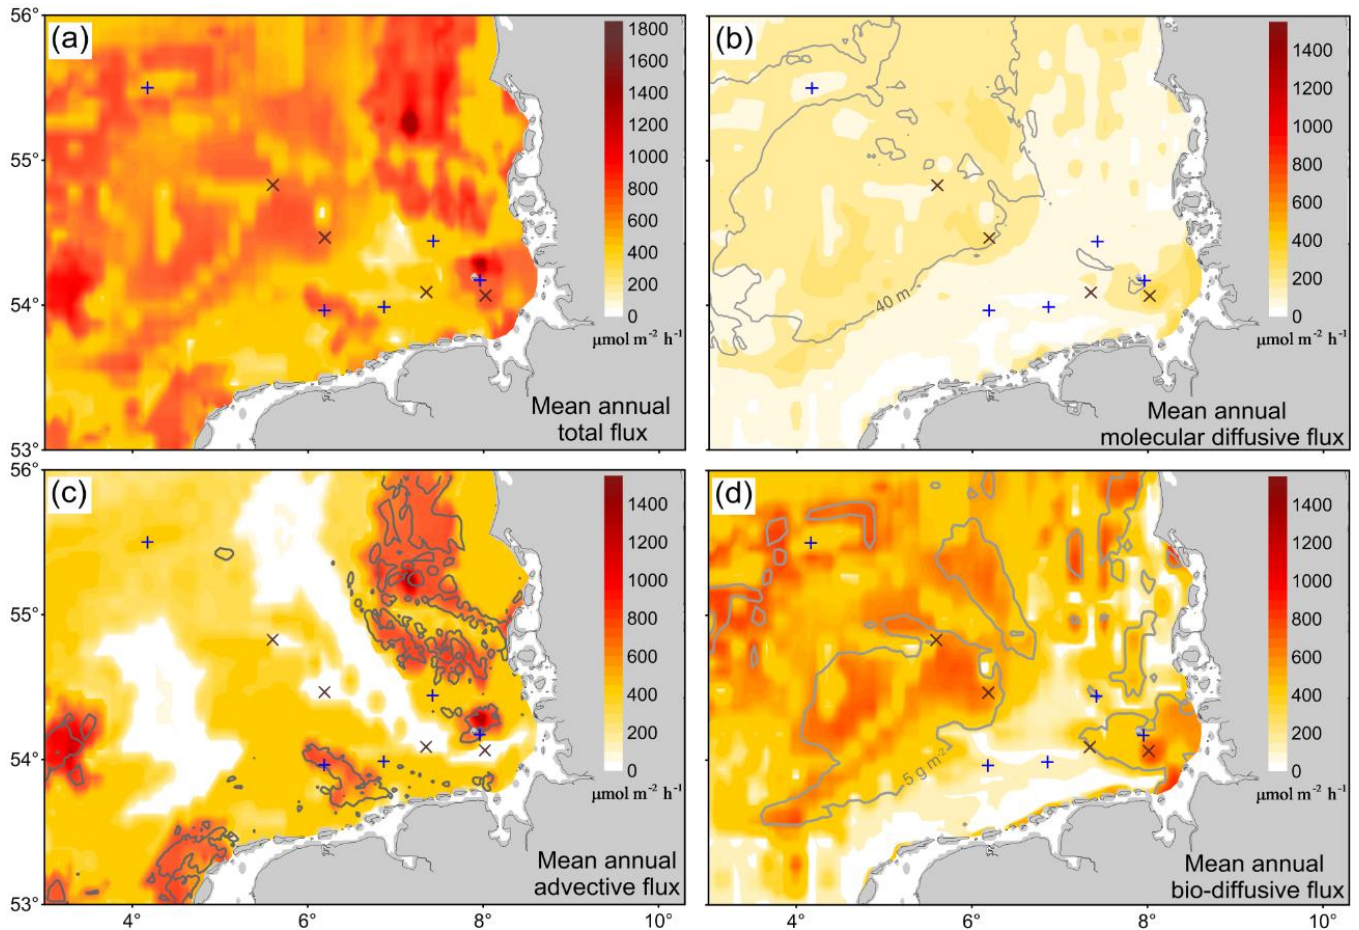 56°
55°
54°
53°
(a)
1800
1600
1400
1200
1000
800
600
400
200
0
µmol m⁻² h⁻¹
Mean annual
total flux
(b)
40 m
1400
1200
1000
800
600
400
200
0
µmol m⁻² h⁻¹
Mean annual
molecular diffusive flux
56°
55°
54°
53°
(c)
1400
1200
1000
800
600
400
200
0
µmol m⁻² h⁻¹
Mean annual
advective flux
4°
6°
8°
10°
(d)
5 g m⁻²
1400
1200
1000
800
600
400
200
0
µmol m⁻² h⁻¹
Mean annual
bio-diffusive flux
4°
6°
8°
10°